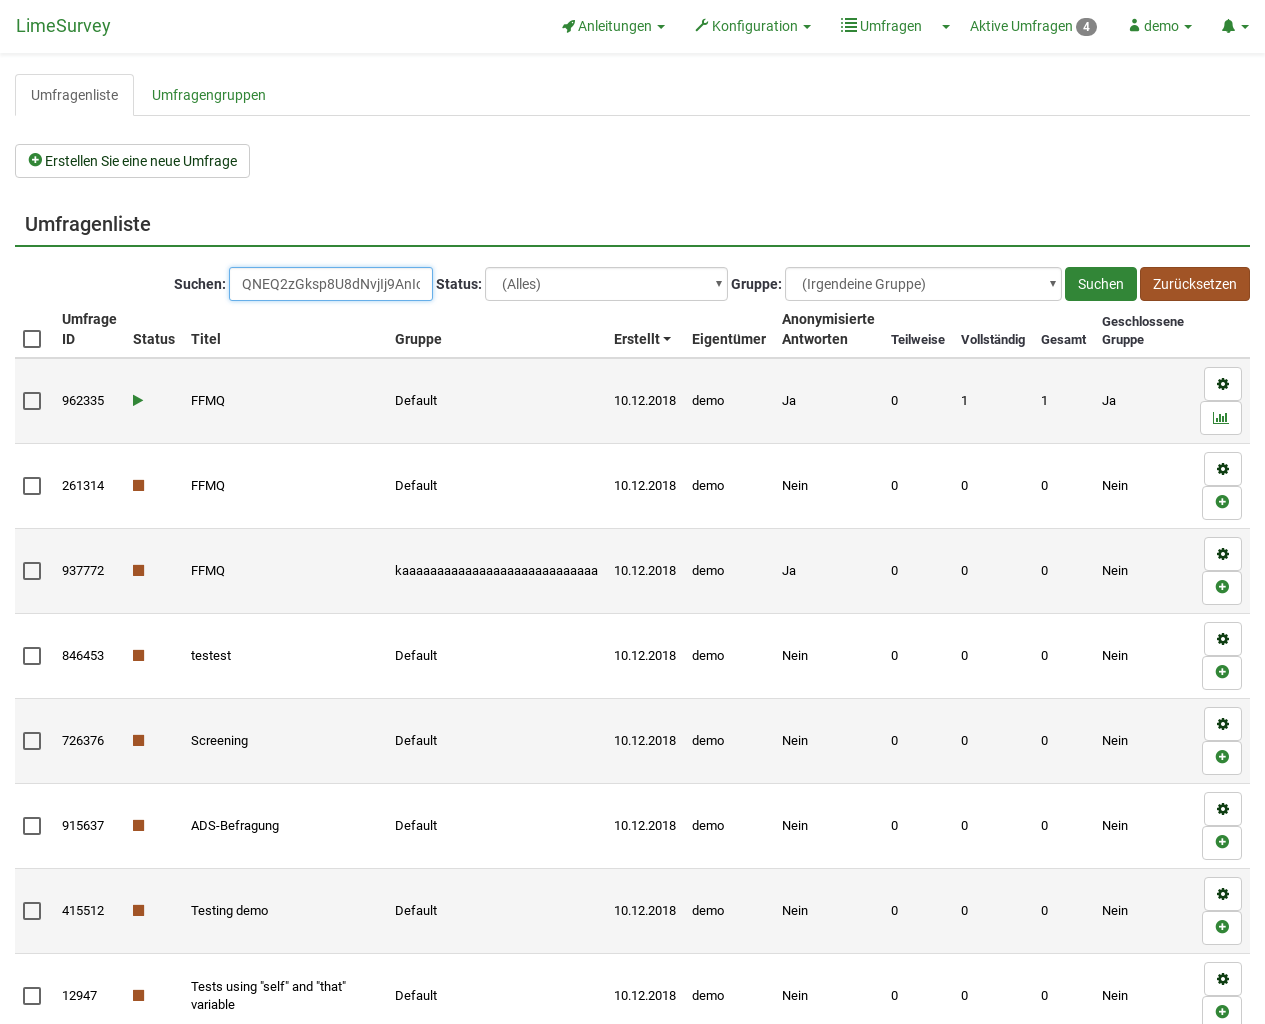 LimeSurvey
Anleitungen
Konfiguration
Umfragen
Aktive Umfragen 4
demo
Umfragenliste
Umfragengruppen
Erstellen Sie eine neue Umfrage
Umfragenliste
Suchen:
Status: (Alles)
Gruppe: (Irgendeine Gruppe)
Suchen
Zurücksetzen
Umfrage ID Status Titel Gruppe Erstellt Eigentümer Anonymisierte Antworten Teilweise Vollständig Gesamt Geschlossene Gruppe
962335 FFMQ Default 10.12.2018 demo Ja 0 1 1 Ja
261314 FFMQ Default 10.12.2018 demo Nein 0 0 0 Nein
937772 FFMQ kaaaaaaaaaaaaaaaaaaaaaaaaaaaa 10.12.2018 demo Ja 0 0 0 Nein
846453 testest Default 10.12.2018 demo Nein 0 0 0 Nein
726376 Screening Default 10.12.2018 demo Nein 0 0 0 Nein
915637 ADS-Befragung Default 10.12.2018 demo Nein 0 0 0 Nein
415512 Testing demo Default 10.12.2018 demo Nein 0 0 0 Nein
12947 Tests using "self" and "that" variable Default 10.12.2018 demo Nein 0 0 0 Nein